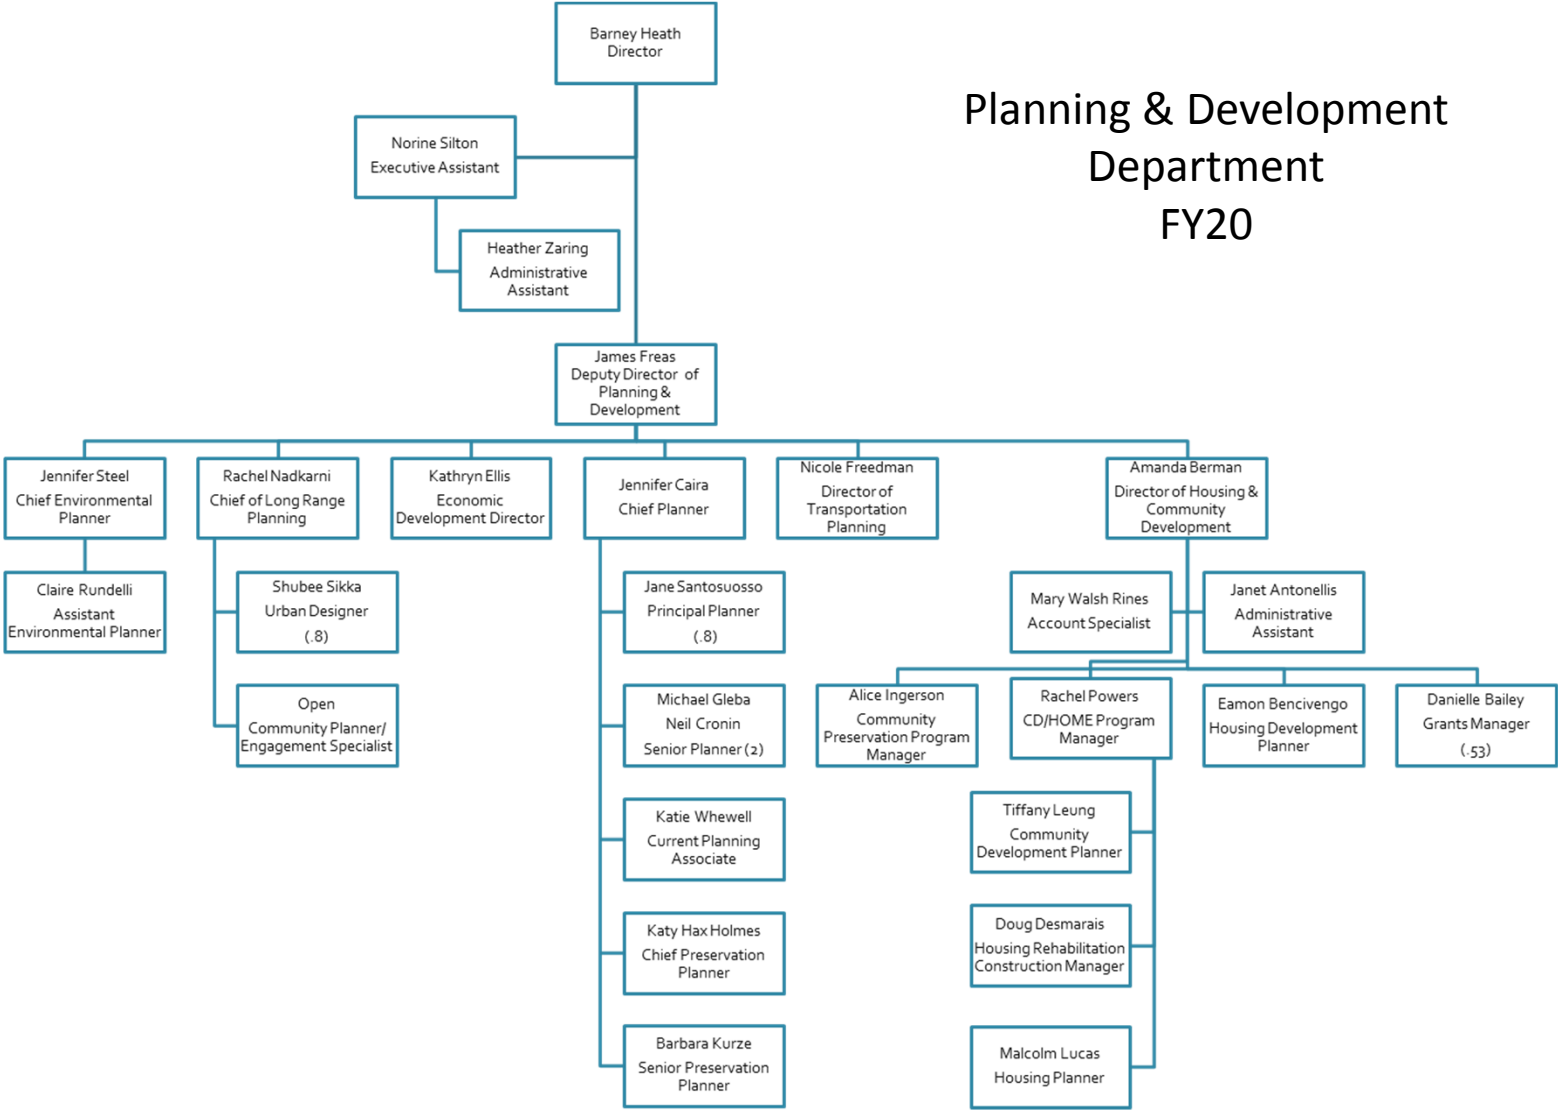 Barney Heath
Director
Planning & Development
Department
FY20
Norine Silton
Executive Assistant
Heather Zaring
Administrative
Assistant
James Freas
Deputy Director of
Planning &
Development
Jennifer Steel
Chief Environmental
Planner
Rachel Nadkarni
Chief of Long Range
Planning
Kathryn Ellis
Economic
Development Director
Jennifer Caira
Chief Planner
Nicole Freedman
Director of
Transportation
Planning
Amanda Berman
Director of Housing &
Community
Development
Claire Rundelli
Assistant
Environmental Planner
Shubee Sikka
Urban Designer
(.8)
Open
Community Planner/
Engagement Specialist
Jane Santosuosso
Principal Planner
(.8)
Michael Gleba
Neil Cronin
Senior Planner (2)
Katie Whewell
Current Planning
Associate
Katy Hax Holmes
Chief Preservation
Planner
Barbara Kurze
Senior Preservation
Planner
Mary Walsh Rines
Account Specialist
Janet Antonellis
Administrative
Assistant
Alice Ingerson
Community
Preservation Program
Manager
Rachel Powers
CD/HOME Program
Manager
Eamon Bencivengo
Housing Development
Planner
Danielle Bailey
Grants Manager
(.53)
Tiffany Leung
Community
Development Planner
Doug Desmarais
Housing Rehabilitation
Construction Manager
Malcolm Lucas
Housing Planner